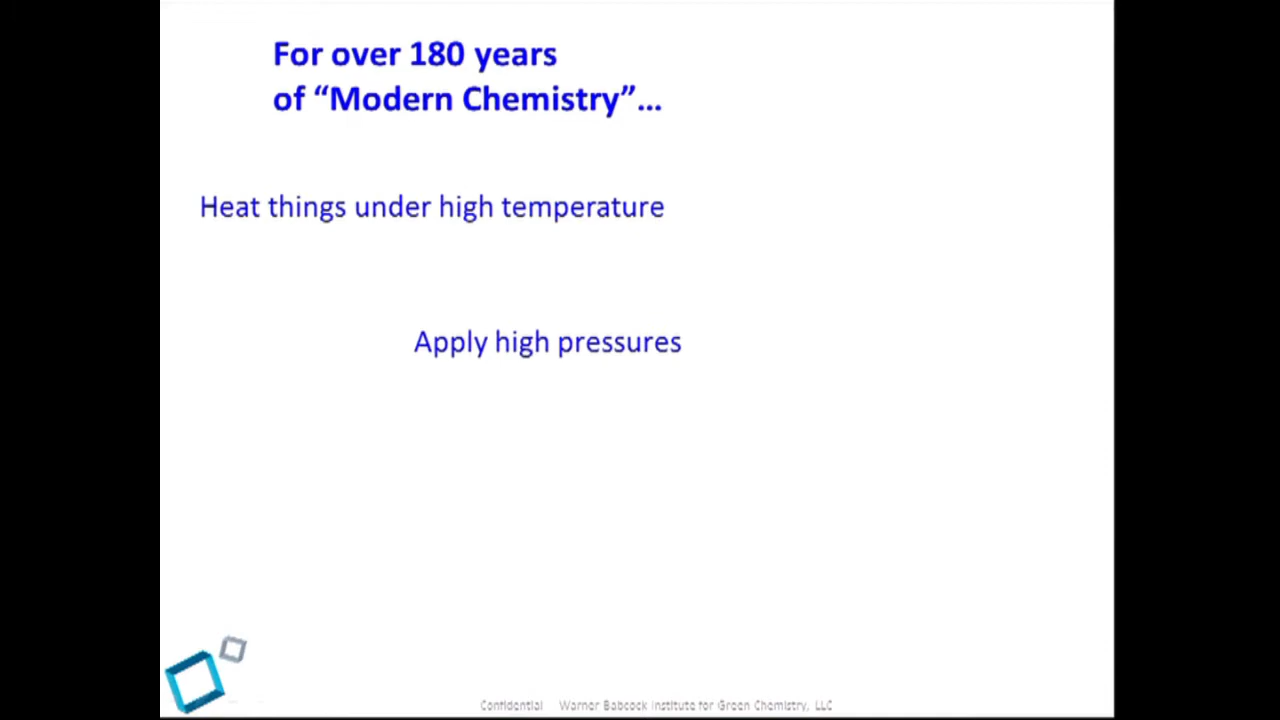 For over 180 years
of “Modern Chemistry”...
Heat things under high temperature
Apply high pressures
Confidential Warner Babcock Institute for Green Chemistry, LLC